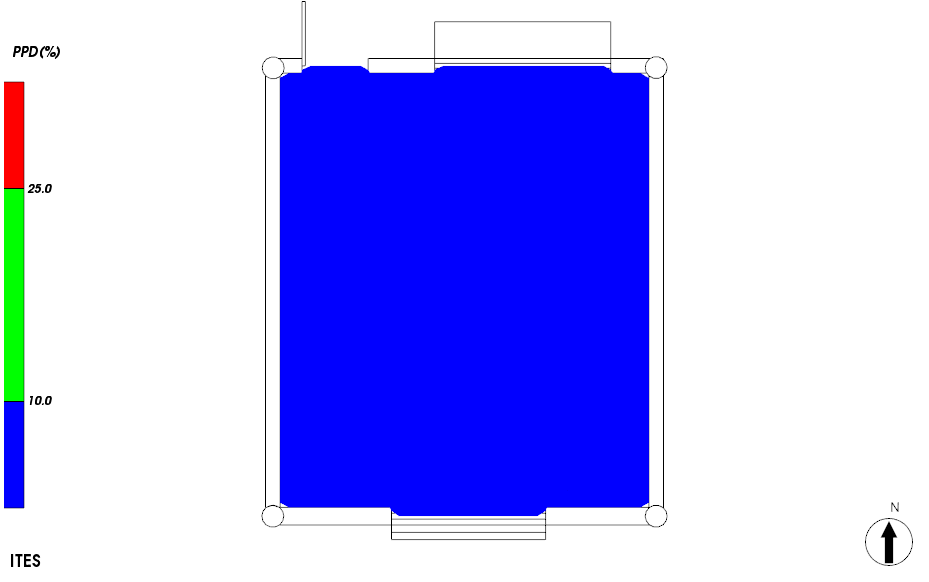 PPD(%)
25.0
10.0
N
ITES